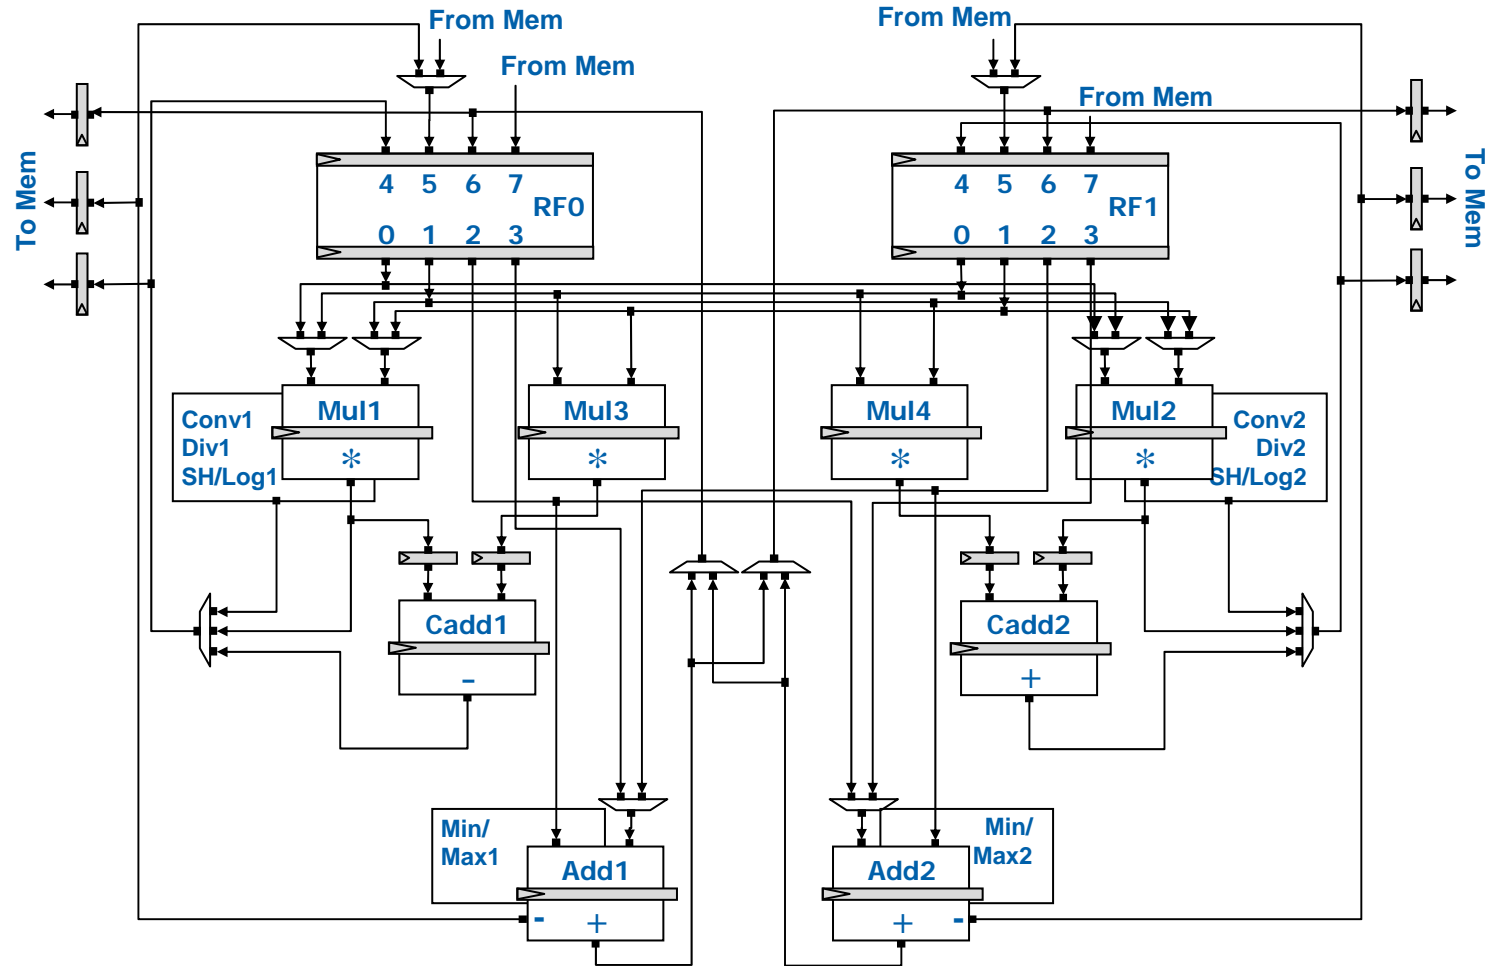 From Mem
From Mem
From Mem
From Mem
To Mem
To Mem
4 5 6 7
RF0
0 1 2 3
4 5 6 7
RF1
0 1 2 3
Conv1
Div1
SH/Log1
Mul1
*
Mul3
*
Mul4
*
Mul2
*
Conv2
Div2
SH/Log2
Cadd1
-
Cadd2
+
Min/
Max1
Add1
- +
Add2
+ -
Min/
Max2